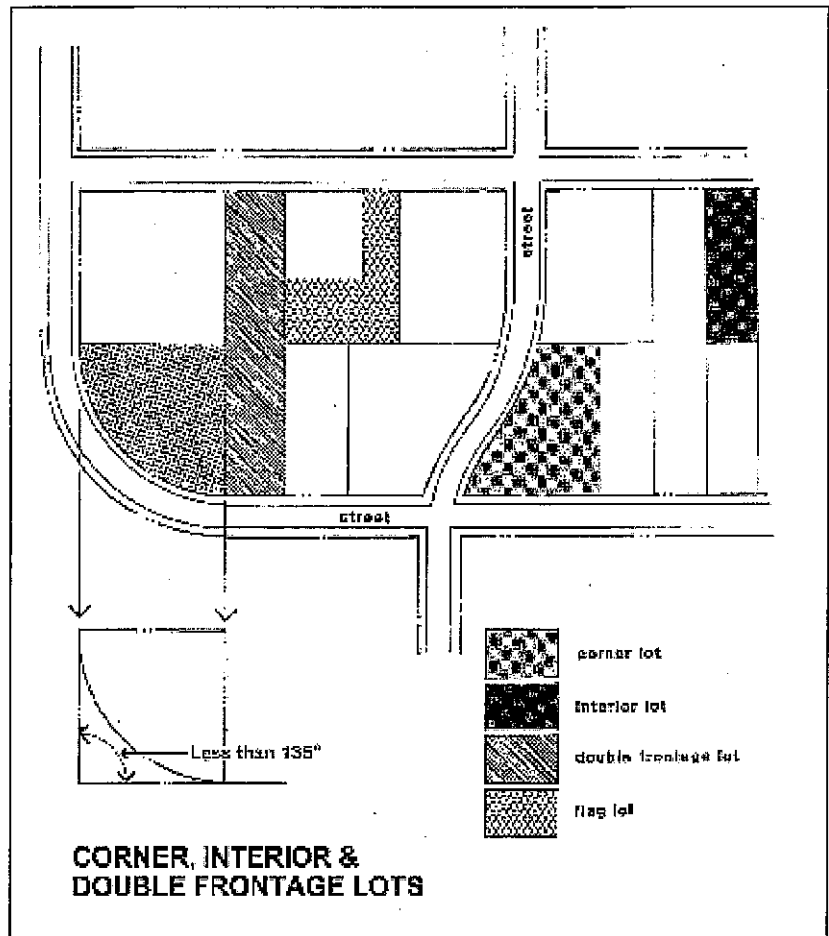 street
street
corner lot
interior lot
double frontage lot
flag lot
Less than 135°
CORNER, INTERIOR &
DOUBLE FRONTAGE LOTS